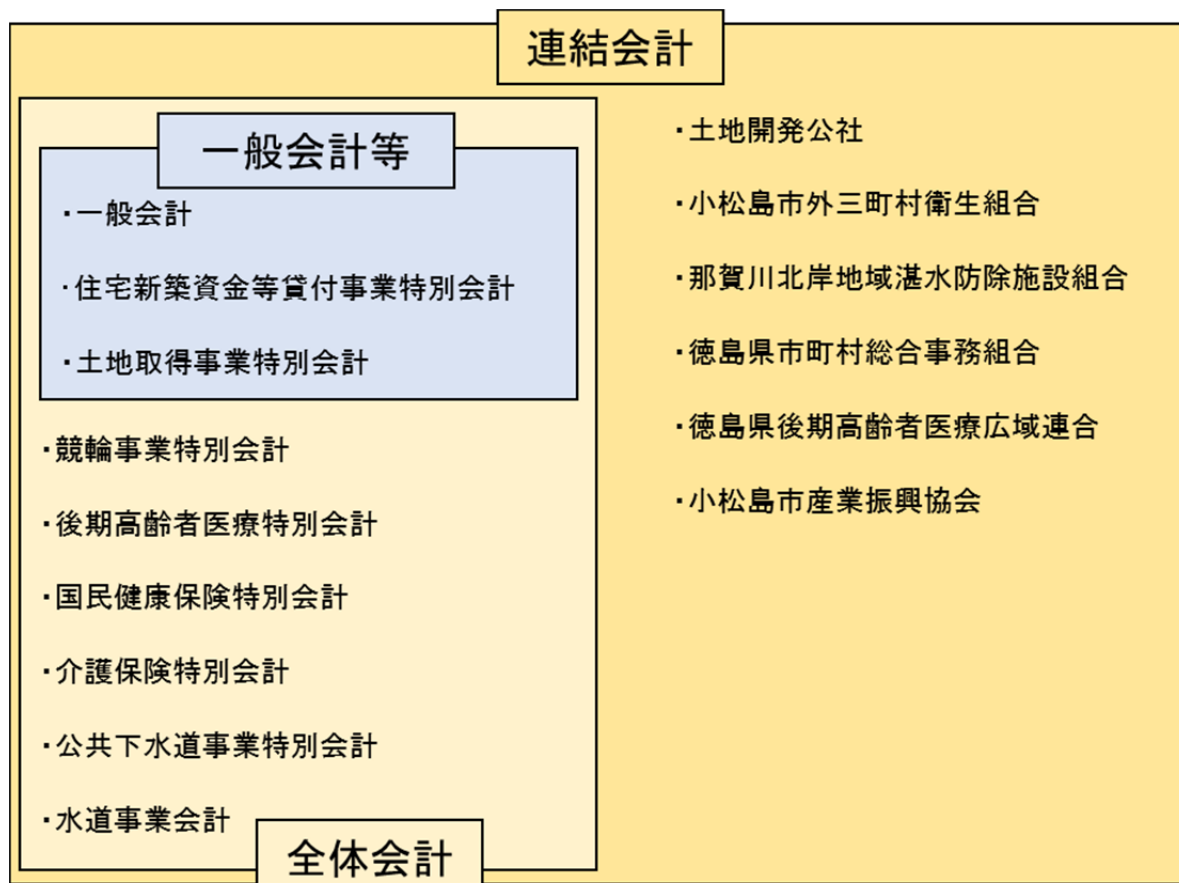 連結会計
一般会計等
・一般会計
・住宅新築資金等貸付事業特別会計
・土地取得事業特別会計
・競輪事業特別会計
・後期高齢者医療特別会計
・国民健康保険特別会計
・介護保険特別会計
・公共下水道事業特別会計
・水道事業会計
全体会計
・土地開発公社
・小松島市外三町村衛生組合
・那賀川北岸地域湛水防除施設組合
・徳島県市町村総合事務組合
・徳島県後期高齢者医療広域連合
・小松島市産業振興協会